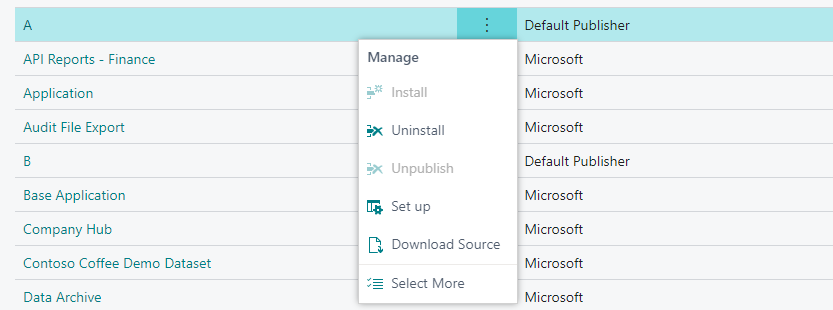 A Default Publisher
Manage
API Reports - Finance Microsoft
Install
Application Microsoft
Audit File Export Uninstall Microsoft
B Default Publisher
Unpublish
Base Application Microsoft
Set up
Company Hub Microsoft
Download Source
Contoso Coffee Demo Dataset Microsoft
Select More
Data Archive Microsoft